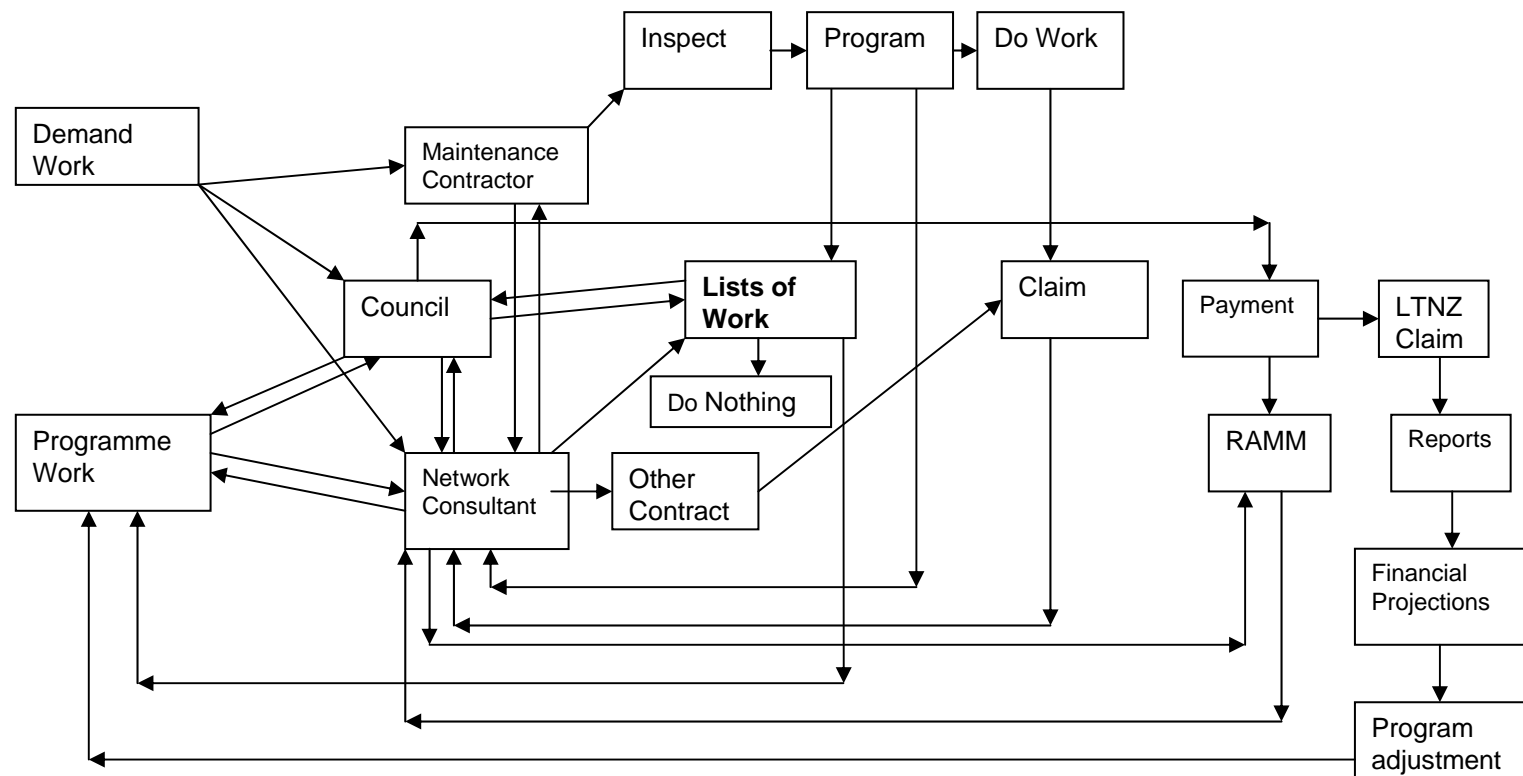 Inspect
Program
Do Work
Demand
Work
Maintenance
Contractor
Council
Lists of
Work
Claim
Payment
LTNZ
Claim
Do Nothing
Programme
Work
Network
Consultant
Other
Contract
RAMM
Reports
Financial
Projections
Program
adjustment